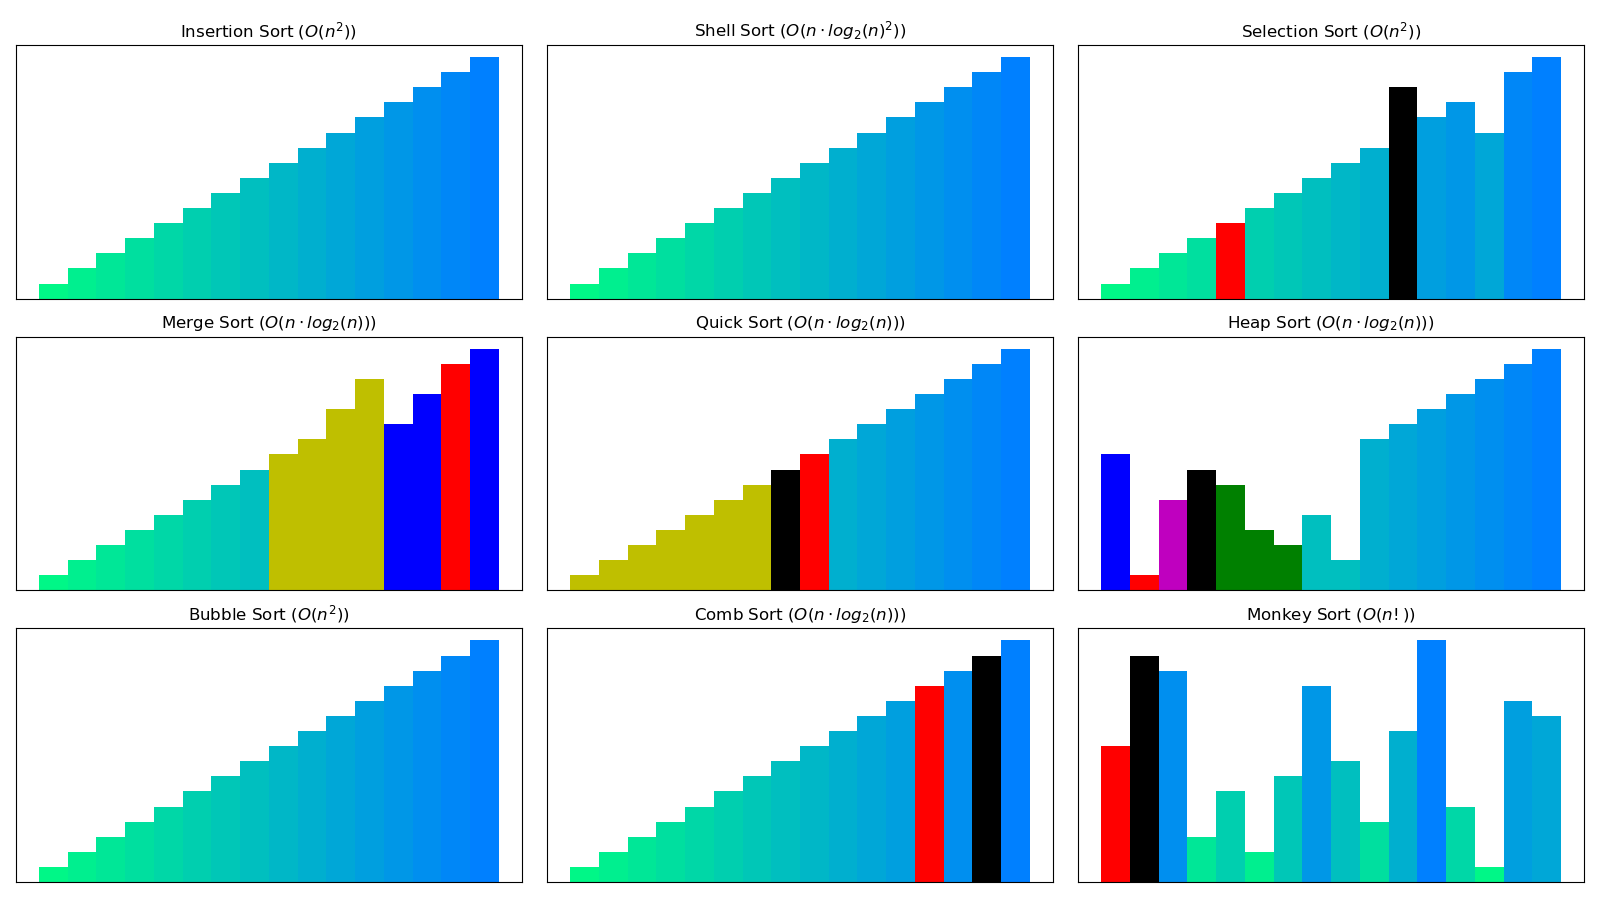 Insertion Sort (O(n²))
Shell Sort (O(n · log₂(n)²))
Selection Sort (O(n²))
Merge Sort (O(n · log₂(n)))
Quick Sort (O(n · log₂(n)))
Heap Sort (O(n · log₂(n)))
Bubble Sort (O(n²))
Comb Sort (O(n · log₂(n)))
Monkey Sort (O(n!))